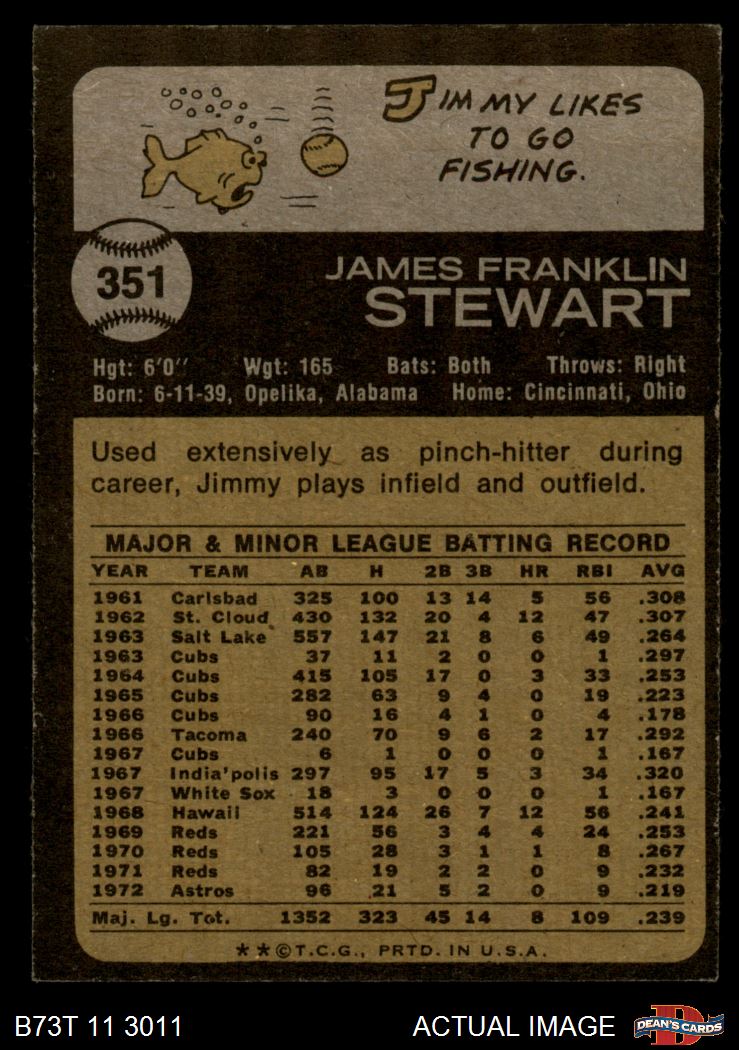 JIMMY LIKES
TO GO
FISHING.
351
JAMES FRANKLIN
STEWART
Hgt: 6'0" Wgt: 165 Bats: Both Throws: Right
Born: 6-11-39, Opelika, Alabama Home: Cincinnati, Ohio
Used extensively as pinch-hitter during
career, Jimmy plays infield and outfield.
MAJOR & MINOR LEAGUE BATTING RECORD
YEAR TEAM AB H 2B 3B HR RBI AVG
1961 Carlsbad 325 100 13 14 5 56 .308
1962 St. Cloud 430 132 20 4 12 47 .307
1963 Salt Lake 557 147 21 8 6 49 .264
1963 Cubs 37 11 2 0 0 1 .297
1964 Cubs 415 105 17 0 3 33 .253
1965 Cubs 282 63 9 4 0 19 .223
1966 Cubs 90 16 4 1 0 4 .178
1966 Tacoma 240 70 9 6 2 17 .292
1967 Cubs 6 1 0 0 0 1 .167
1967 India'polis 297 95 17 5 3 34 .320
1967 White Sox 18 3 0 0 0 1 .167
1968 Hawaii 514 124 26 7 12 56 .241
1969 Reds 221 56 3 4 4 24 .253
1970 Reds 105 28 3 1 1 8 .267
1971 Reds 82 19 2 2 0 9 .232
1972 Astros 96 21 5 2 0 9 .219
Maj. Lg. Tot. 1352 323 45 14 8 109 .239
**©T.C.G., PRTD. IN U.S.A.
B73T 11 3011 ACTUAL IMAGE D DEAN'S CARDS